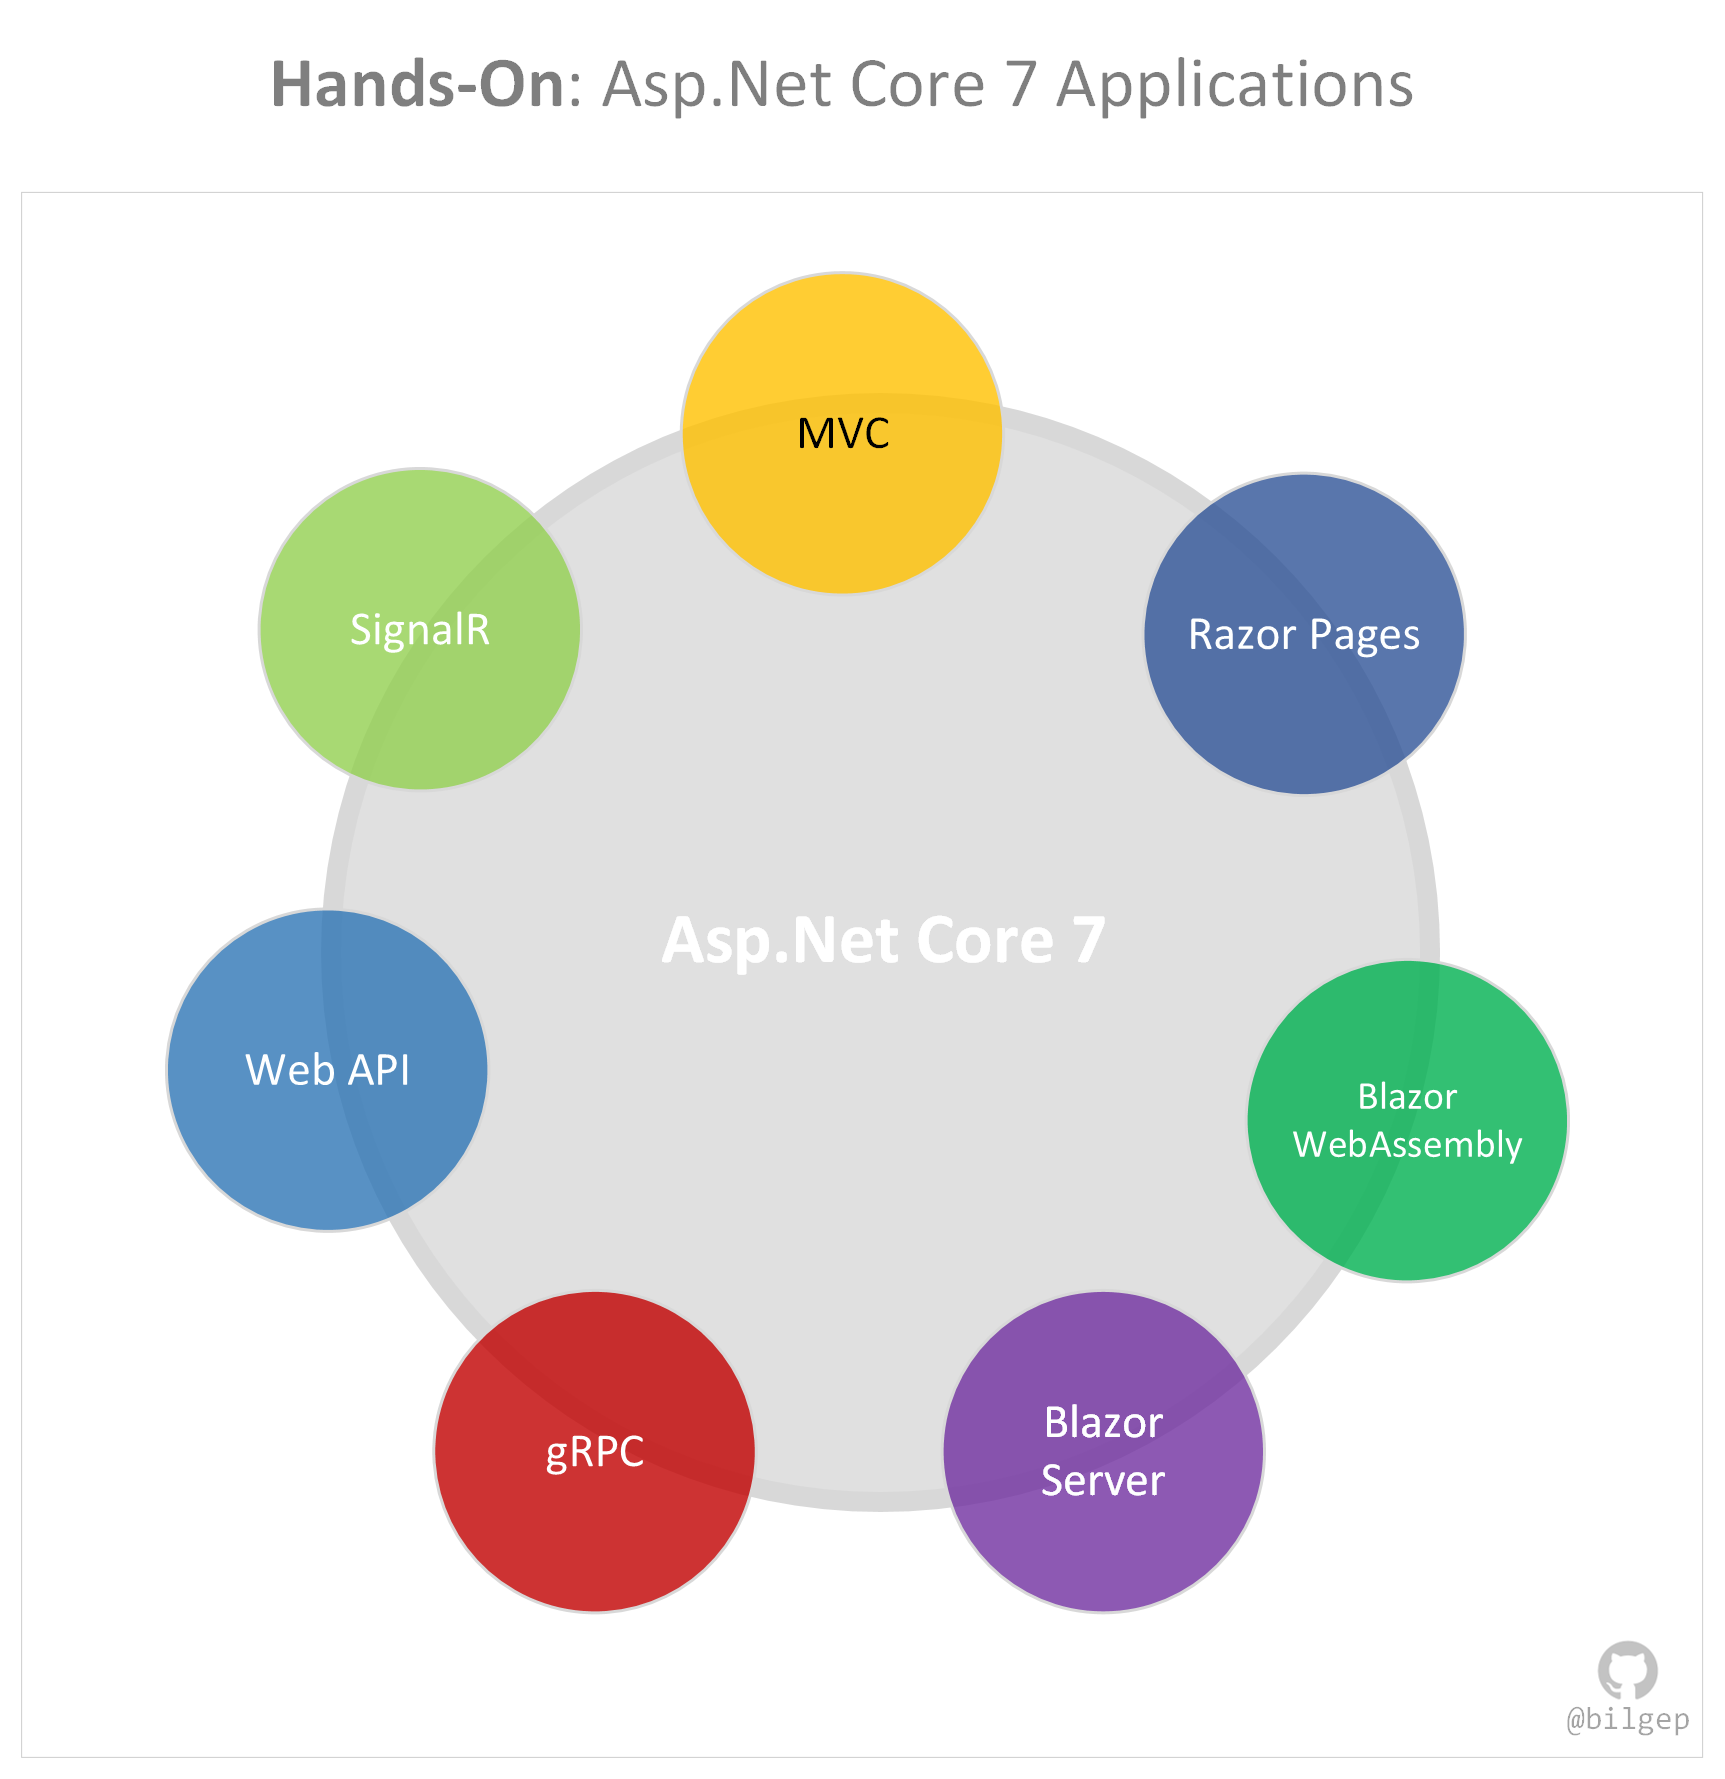 Hands-On: Asp.Net Core 7 Applications
MVC
SignalR
Razor Pages
Asp.Net Core 7
Web API
Blazor
WebAssembly
gRPC
Blazor
Server
@bilgep